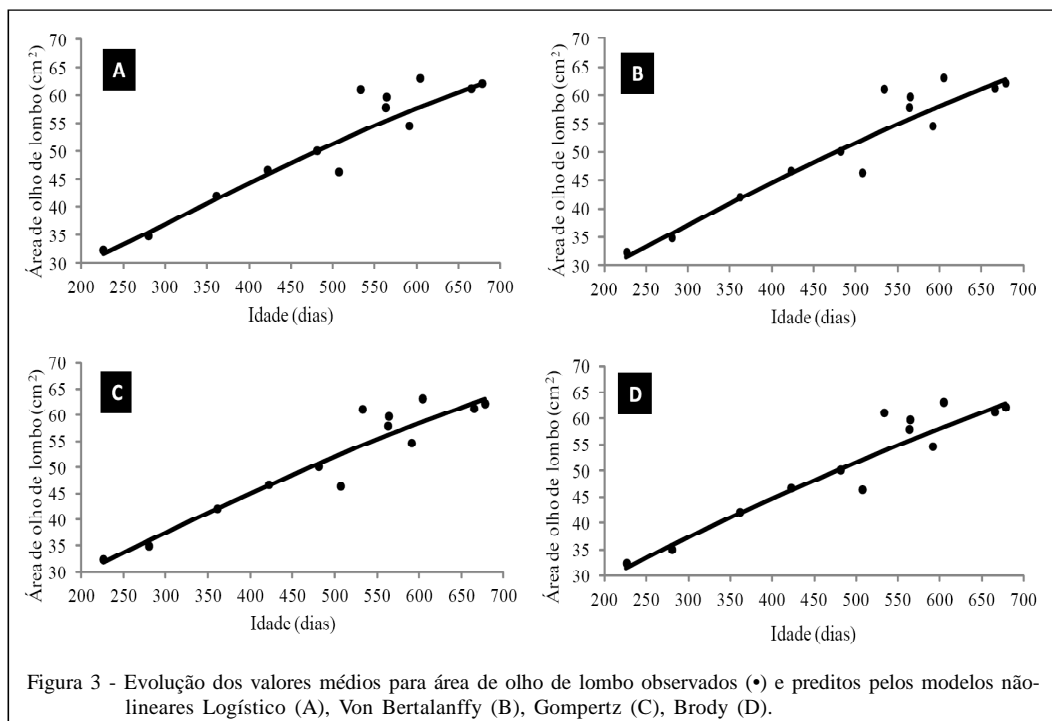 Área de olho de lombo (cm²)
70
65
60
55
50
45
40
35
30
A
200 250 300 350 400 450 500 550 600 650 700
Idade (dias)
Área de olho de lombo (cm²)
70
65
60
55
50
45
40
35
30
B
200 250 300 350 400 450 500 550 600 650 700
Idade (dias)
Área de olho de lombo (cm²)
70
65
60
55
50
45
40
35
30
C
200 250 300 350 400 450 500 550 600 650 700
Idade (dias)
Área de olho de lombo (cm²)
70
65
60
55
50
45
40
35
30
D
200 250 300 350 400 450 500 550 600 650 700
Idade (dias)
Figura 3 - Evolução dos valores médios para área de olho de lombo observados (•) e preditos pelos modelos não-
lineares Logístico (A), Von Bertalanffy (B), Gompertz (C), Brody (D).